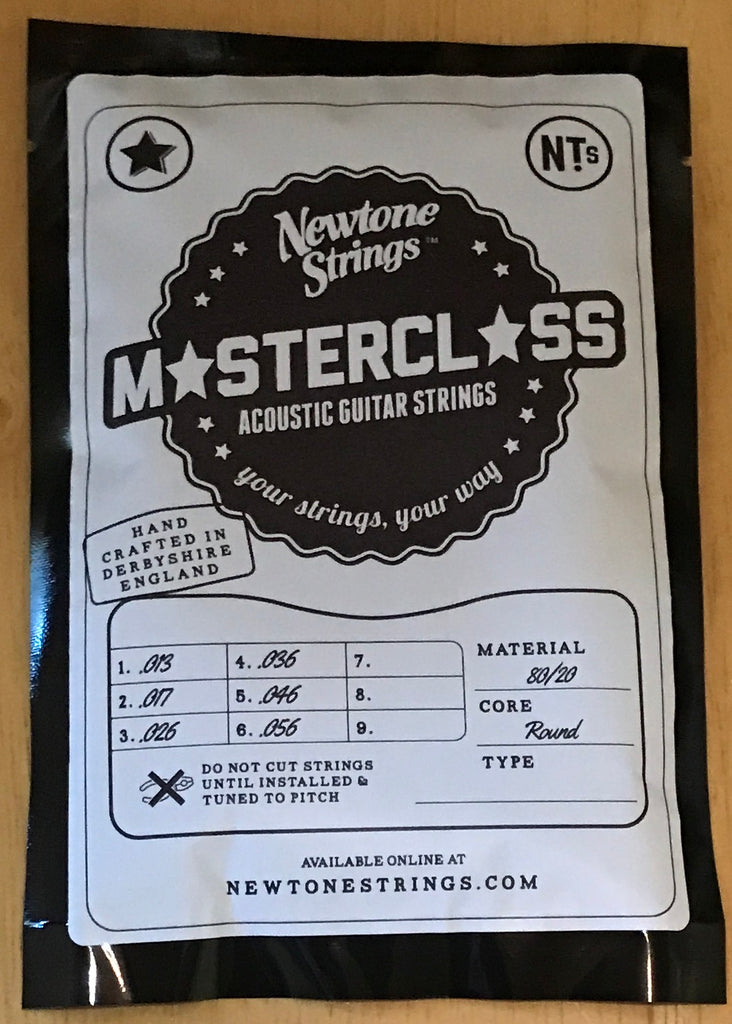 NTs
Newtone
Strings™
MASTERCLASS
ACOUSTIC GUITAR STRINGS
your strings, your way
HAND
CRAFTED IN
DERBYSHIRE
ENGLAND
1. .013 4. .036 7.
2. .017 5. .046 8.
3. .026 6. .056 9.
MATERIAL
80/20
CORE
Round
TYPE
DO NOT CUT STRINGS
UNTIL INSTALLED &
TUNED TO PITCH
AVAILABLE ONLINE AT
NEWTONESTRINGS.COM